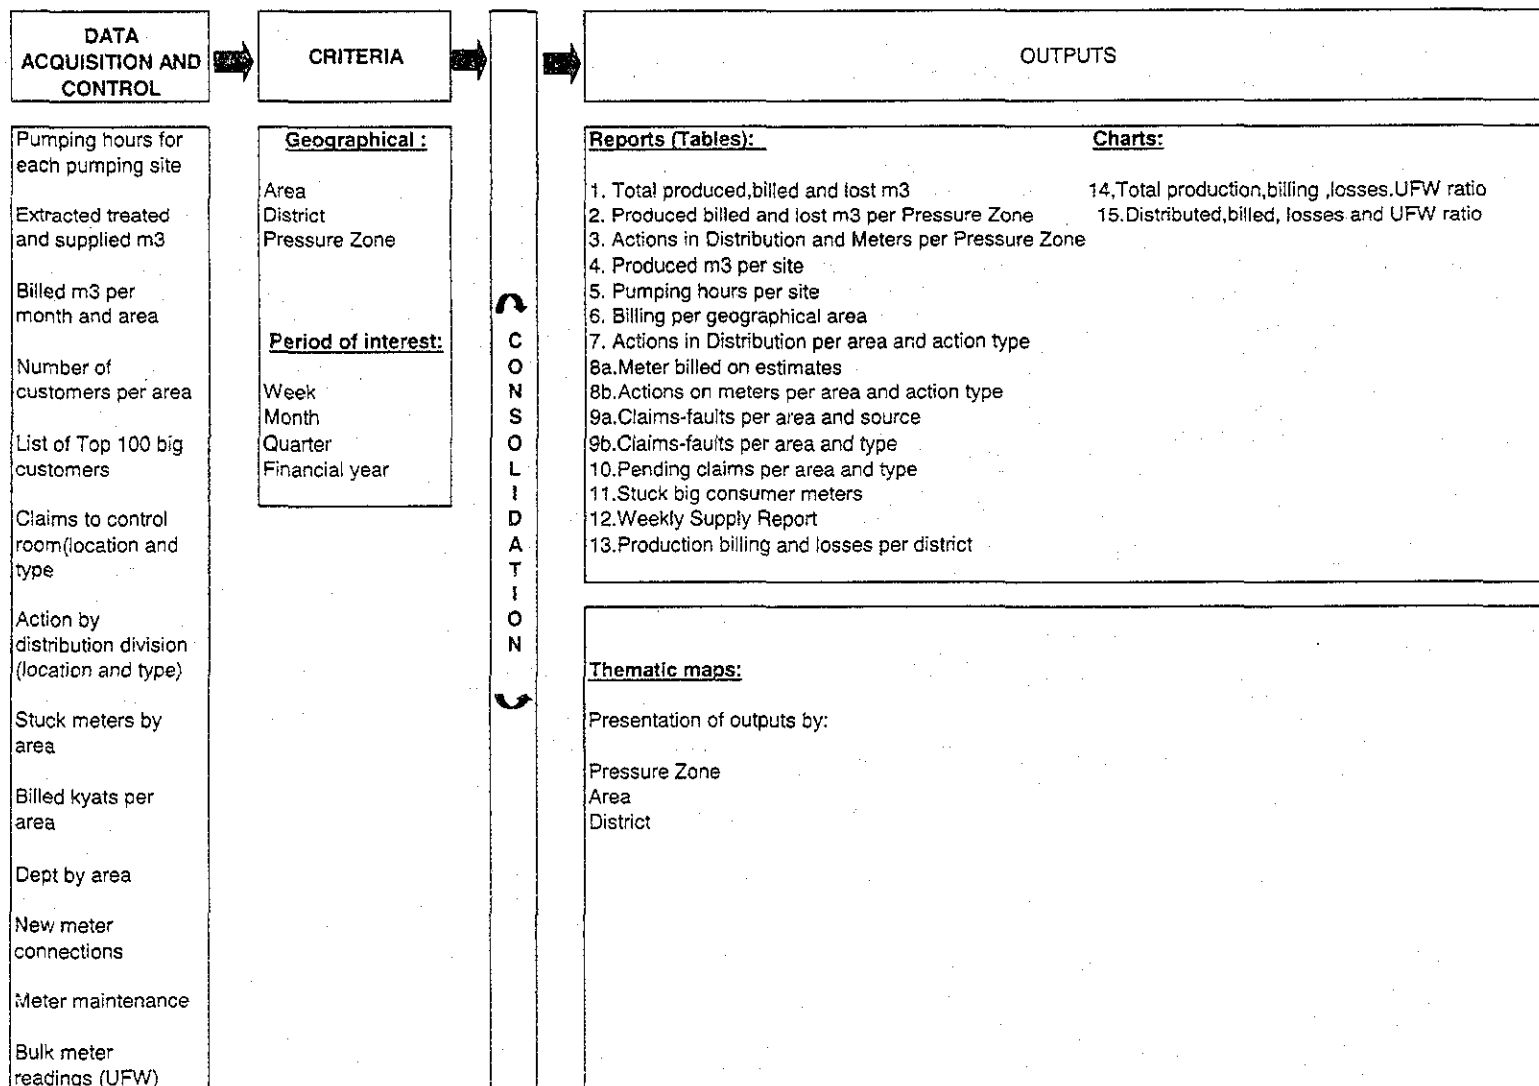 DATA
ACQUISITION AND
CONTROL
CRITERIA
OUTPUTS
Pumping hours for
each pumping site
Extracted treated
and supplied m3
Billed m3 per
month and area
Number of
customers per area
List of Top 100 big
customers
Claims to control
room(location and
type
Action by
distribution division
(location and type)
Stuck meters by
area
Billed kyats per
area
Dept by area
New meter
connections
Meter maintenance
Bulk meter
readings (UFW)
Geographical :
Area
District
Pressure Zone
Period of interest:
Week
Month
Quarter
Financial year
C
O
N
S
O
L
I
D
A
T
I
O
N
Reports (Tables):
1. Total produced,billed and lost m3
2. Produced billed and lost m3 per Pressure Zone
3. Actions in Distribution and Meters per Pressure Zone
4. Produced m3 per site
5. Pumping hours per site
6. Billing per geographical area
7. Actions in Distribution per area and action type
8a.Meter billed on estimates
8b.Actions on meters per area and action type
9a.Claims-faults per area and source
9b.Claims-faults per area and type
10.Pending claims per area and type
11.Stuck big consumer meters
12.Weekly Supply Report
13.Production billing and losses per district
Charts:
14,Total production,billing ,losses.UFW ratio
15.Distributed,billed, losses and UFW ratio
Thematic maps:
Presentation of outputs by:
Pressure Zone
Area
District